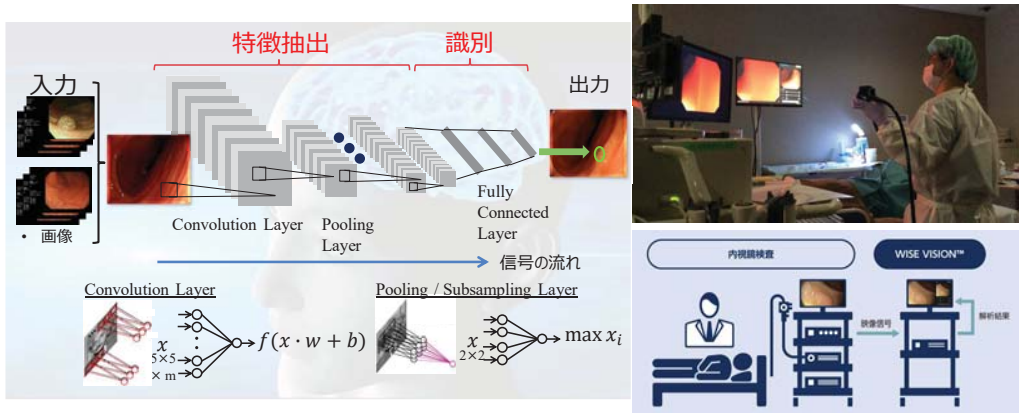 特徴抽出
識別
入力
出力
・ 画像
Convolution Layer
Pooling
Layer
Fully
Connected
Layer
信号の流れ
Convolution Layer
x
5×5
× m
f(x・w + b)
Pooling / Subsampling Layer
x
2×2
max xᵢ
内視鏡検査
WISE VISION™
映像信号
解析結果